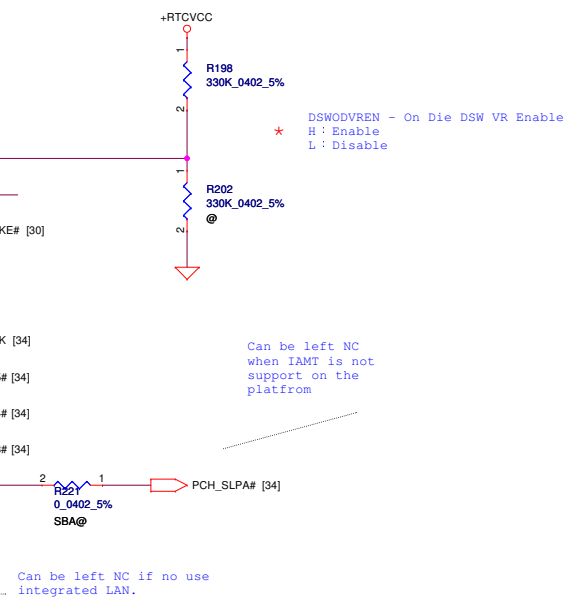 +RTCVCC
1
R198
330K_0402_5%
2
DSWODVREN - On Die DSW VR Enable
H：Enable
L：Disable
1
R202
330K_0402_5%
@
2
KE# [30]
K [34]
# [34]
# [34]
# [34]
Can be left NC
when IAMT is not
support on the
platfrom
2
1
R221
0_0402_5%
SBA@
PCH_SLPA# [34]
Can be left NC if no use
integrated LAN.